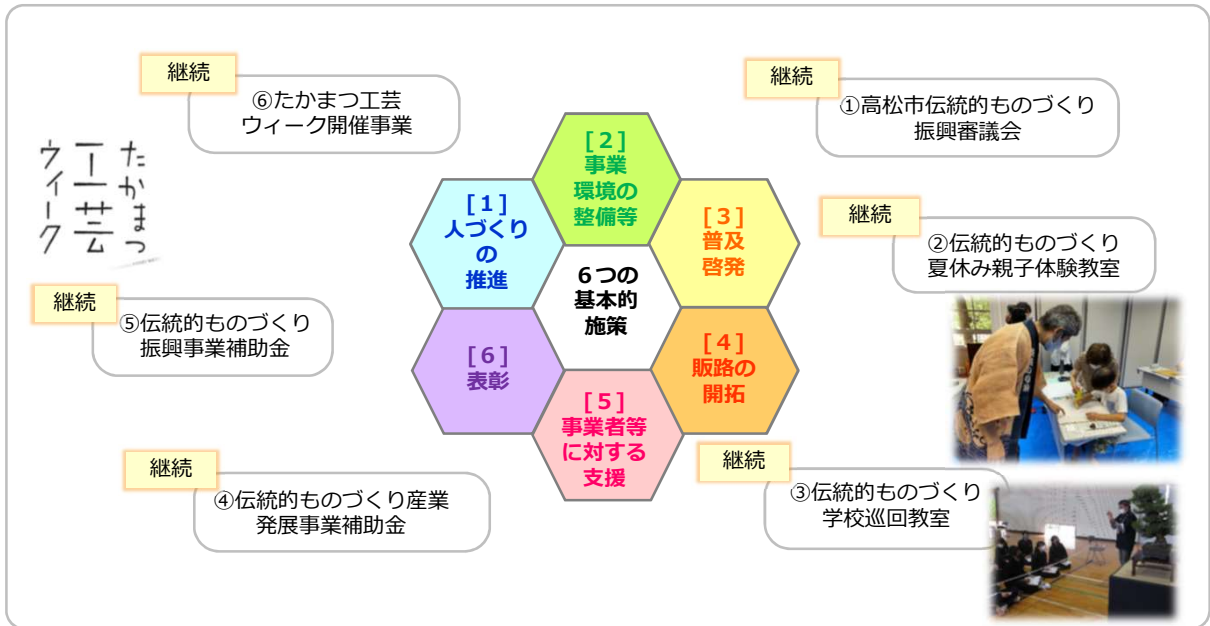 継続
⑥たかまつ工芸
ウィーク開催事業
たかまつ
工芸
ウィーク
継続
①高松市伝統的ものづくり
振興審議会
継続
②伝統的ものづくり
夏休み親子体験教室
継続
③伝統的ものづくり
学校巡回教室
継続
④伝統的ものづくり産業
発展事業補助金
継続
⑤伝統的ものづくり
振興事業補助金
6つの
基本的
施策
[1]
人づくり
の
推進
[2]
事業
環境の
整備等
[3]
普及
啓発
[4]
販路の
開拓
[5]
事業者等
に対する
支援
[6]
表彰